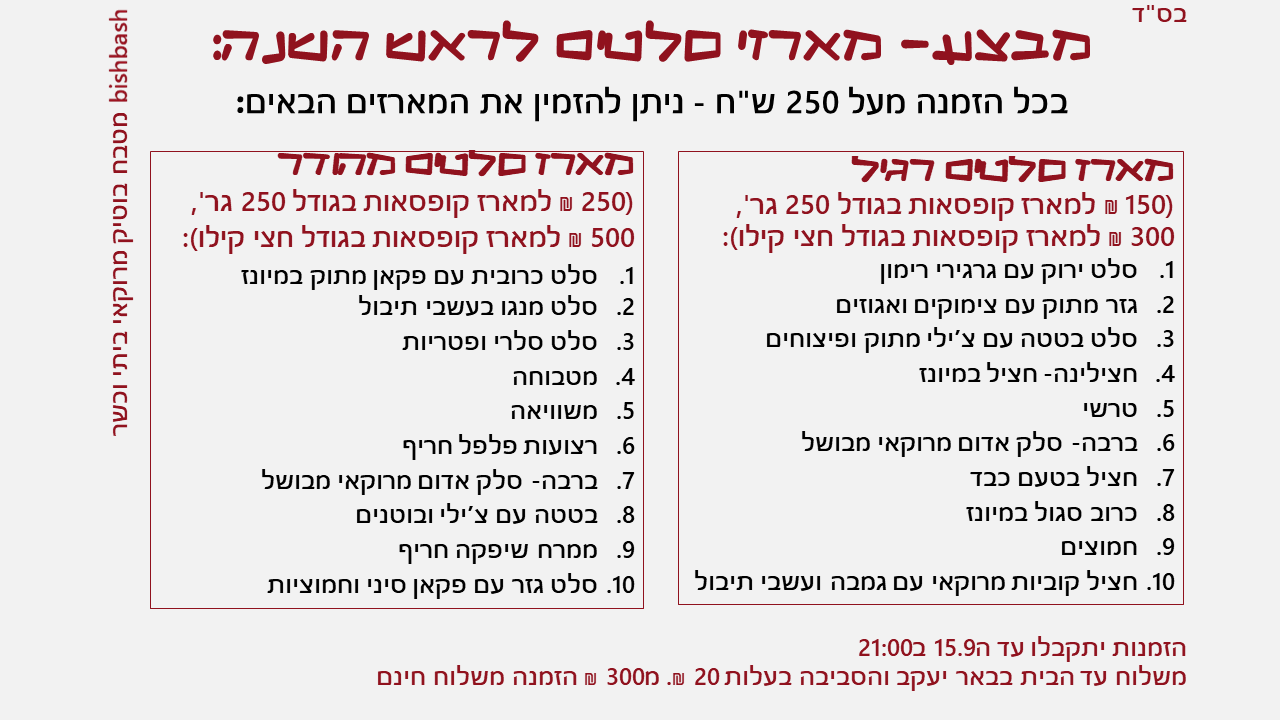 בס"ד
מבצע- מארזי סלטים לראש השנה:
בכל הזמנה מעל 250 ש"ח - ניתן להזמין את המארזים הבאים:
מארז סלטים רגיל
(150 ₪ למארז קופסאות בגודל 250 גר',
300 ₪ למארז קופסאות בגודל חצי קילו):
1. סלט ירוק עם גרגירי רימון
2. גזר מתוק עם צימוקים ואגוזים
3. סלט בטטה עם צ'ילי מתוק ופיצוחים
4. חצילינה- חציל במיונז
5. טרשי
6. ברבה- סלק אדום מרוקאי מבושל
7. חציל בטעם כבד
8. כרוב סגול במיונז
9. חמוצים
10. חציל קוביות מרוקאי עם גמבה ועשבי תיבול
מארז סלטים מהודר
(250 ₪ למארז קופסאות בגודל 250 גר',
500 ₪ למארז קופסאות בגודל חצי קילו):
1. סלט כרובית עם פקאן מתוק במיונז
2. סלט מנגו בעשבי תיבול
3. סלט סלרי ופטריות
4. מטבוחה
5. משוויאה
6. רצועות פלפל חריף
7. ברבה- סלק אדום מרוקאי מבושל
8. בטטה עם צ'ילי ובוטנים
9. ממרח שיפקה חריף
10. סלט גזר עם פקאן סיני וחמוציות
הזמנות יתקבלו עד ה15.9 ב21:00
משלוח עד הבית בבאר יעקב והסביבה בעלות 20 ₪. מ300 ₪ הזמנה משלוח חינם
bishbash מטבח בוטיק מרוקאי ביתי וכשר